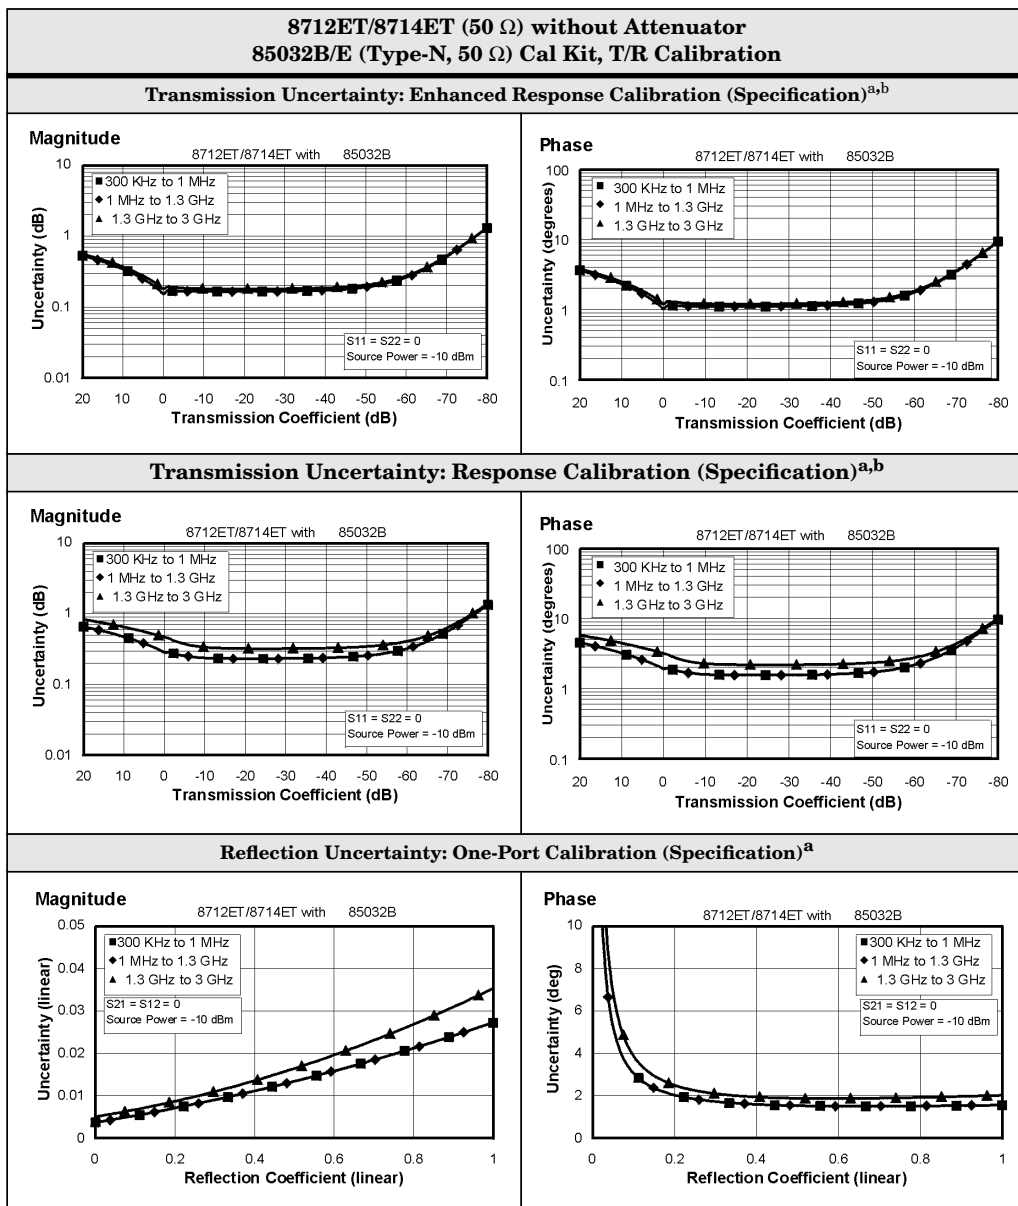 8712ET/8714ET (50 Ω) without Attenuator
85032B/E (Type-N, 50 Ω) Cal Kit, T/R Calibration
Transmission Uncertainty: Enhanced Response Calibration (Specification)a,b
Magnitude
8712ET/8714ET with 85032B
10
1
0.1
0.01
Uncertainty (dB)
300 KHz to 1 MHz
1 MHz to 1.3 GHz
1.3 GHz to 3 GHz
S11 = S22 = 0
Source Power = -10 dBm
20 10 0 -10 -20 -30 -40 -50 -60 -70 -80
Transmission Coefficient (dB)
Phase
8712ET/8714ET with 85032B
100
10
1
0.1
Uncertainty (degrees)
300 KHz to 1 MHz
1 MHz to 1.3 GHz
1.3 GHz to 3 GHz
S11 = S22 = 0
Source Power = -10 dBm
20 10 0 -10 -20 -30 -40 -50 -60 -70 -80
Transmission Coefficient (dB)
Transmission Uncertainty: Response Calibration (Specification)a,b
Magnitude
8712ET/8714ET with 85032B
10
1
0.1
0.01
Uncertainty (dB)
300 KHz to 1 MHz
1 MHz to 1.3 GHz
1.3 GHz to 3 GHz
S11 = S22 = 0
Source Power = -10 dBm
20 10 0 -10 -20 -30 -40 -50 -60 -70 -80
Transmission Coefficient (dB)
Phase
8712ET/8714ET with 85032B
100
10
1
0.1
Uncertainty (degrees)
300 KHz to 1 MHz
1 MHz to 1.3 GHz
1.3 GHz to 3 GHz
S11 = S22 = 0
Source Power = -10 dBm
20 10 0 -10 -20 -30 -40 -50 -60 -70 -80
Transmission Coefficient (dB)
Reflection Uncertainty: One-Port Calibration (Specification)a
Magnitude
8712ET/8714ET with 85032B
0.05
0.04
0.03
0.02
0.01
0
Uncertainty (linear)
300 KHz to 1 MHz
1 MHz to 1.3 GHz
1.3 GHz to 3 GHz
S21 = S12 = 0
Source Power = -10 dBm
0 0.2 0.4 0.6 0.8 1
Reflection Coefficient (linear)
Phase
8712ET/8714ET with 85032B
10
8
6
4
2
0
Uncertainty (deg)
300 KHz to 1 MHz
1 MHz to 1.3 GHz
1.3 GHz to 3 GHz
S21 = S12 = 0
Source Power = -10 dBm
0 0.2 0.4 0.6 0.8 1
Reflection Coefficient (linear)